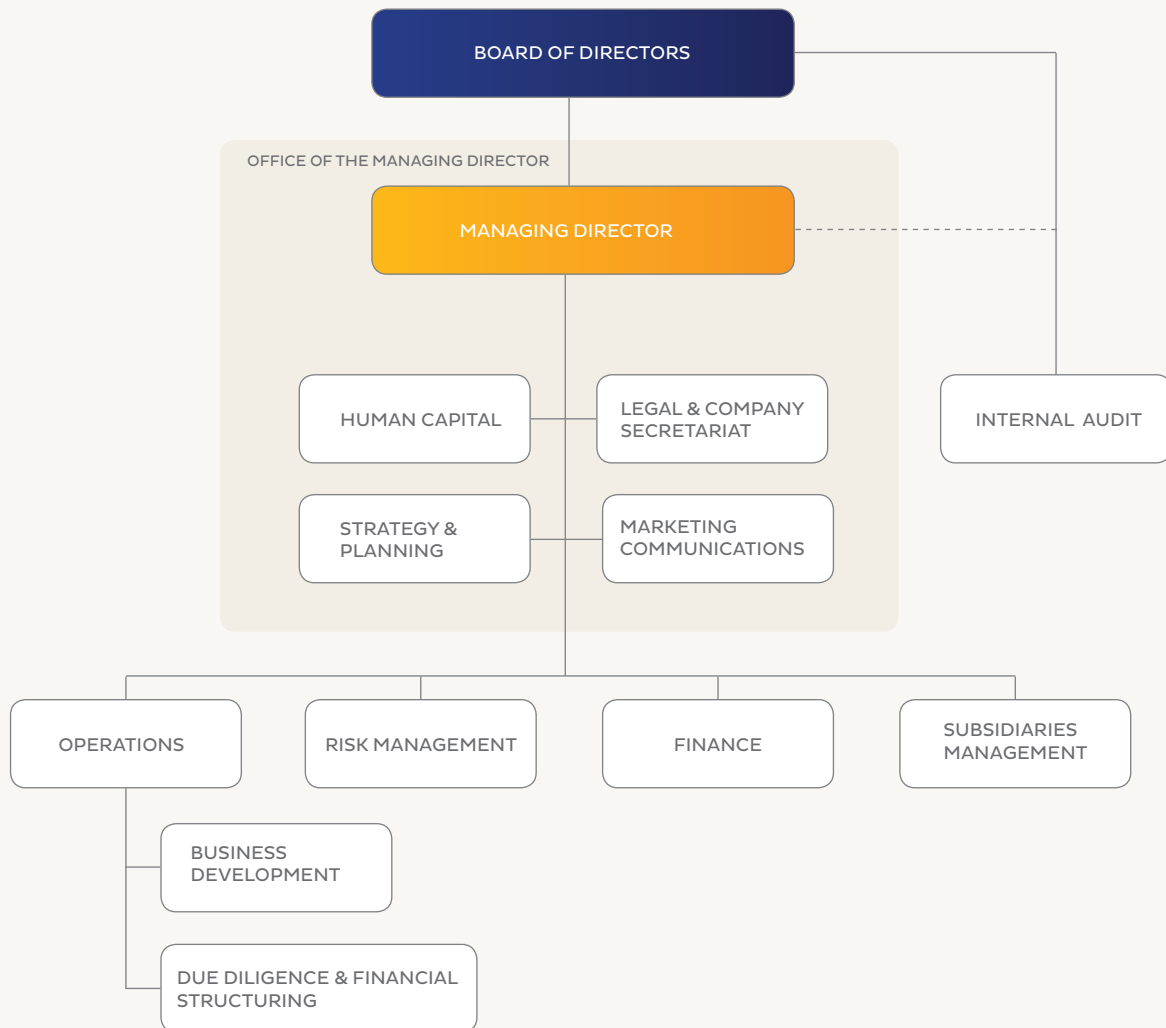 BOARD OF DIRECTORS
OFFICE OF THE MANAGING DIRECTOR
MANAGING DIRECTOR
HUMAN CAPITAL
LEGAL & COMPANY
SECRETARIAT
INTERNAL AUDIT
STRATEGY &
PLANNING
MARKETING
COMMUNICATIONS
OPERATIONS
RISK MANAGEMENT
FINANCE
SUBSIDIARIES
MANAGEMENT
BUSINESS
DEVELOPMENT
DUE DILIGENCE & FINANCIAL
STRUCTURING